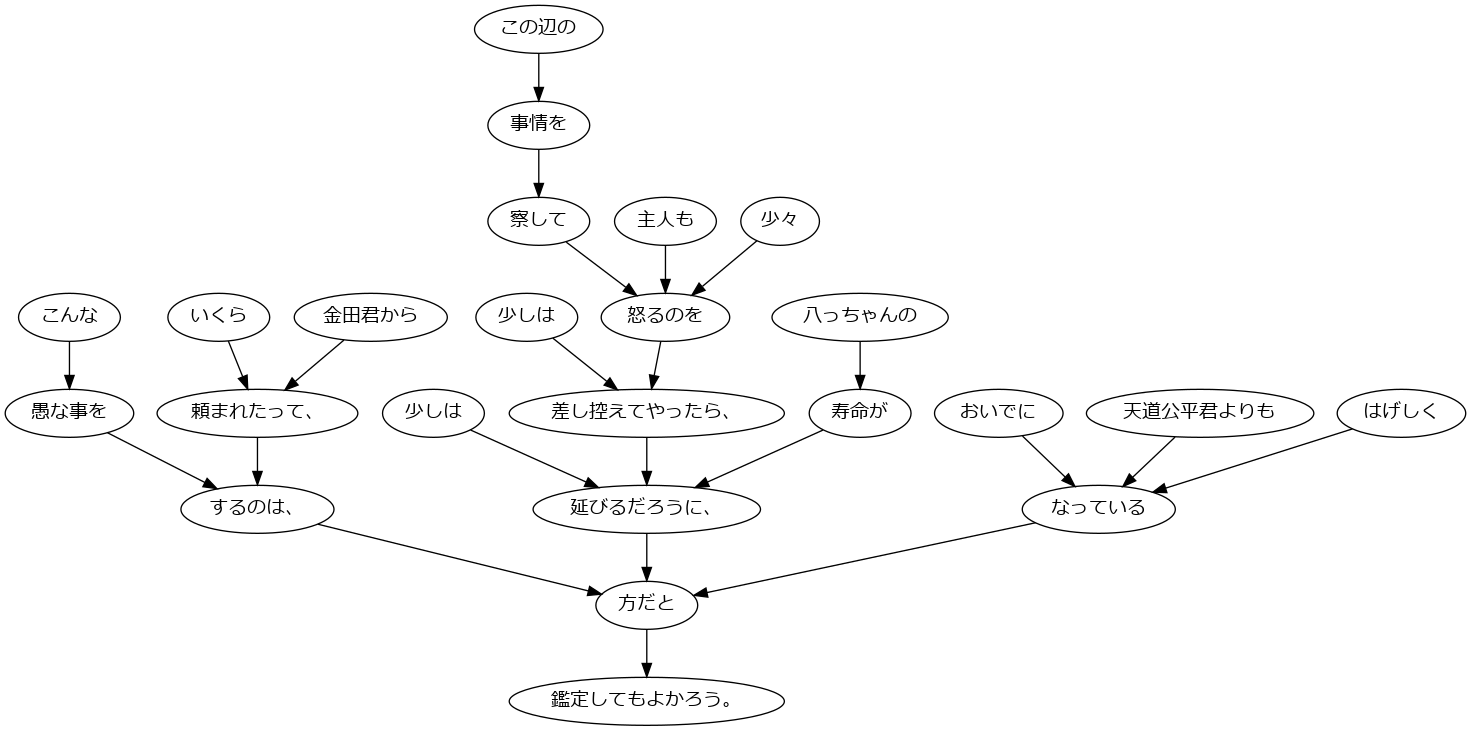 この辺の
事情を
察して
主人も
少々
こんな
いくら
金田君から
少しは
怒るのを
八っちゃんの
愚な事を
頼まれたって、
少しは
差し控えてやったら、
寿命が
おいでに
天道公平君よりも
はげしく
するのは、
延びるだろうに、
なっている
方だと
鑑定してもよかろう。